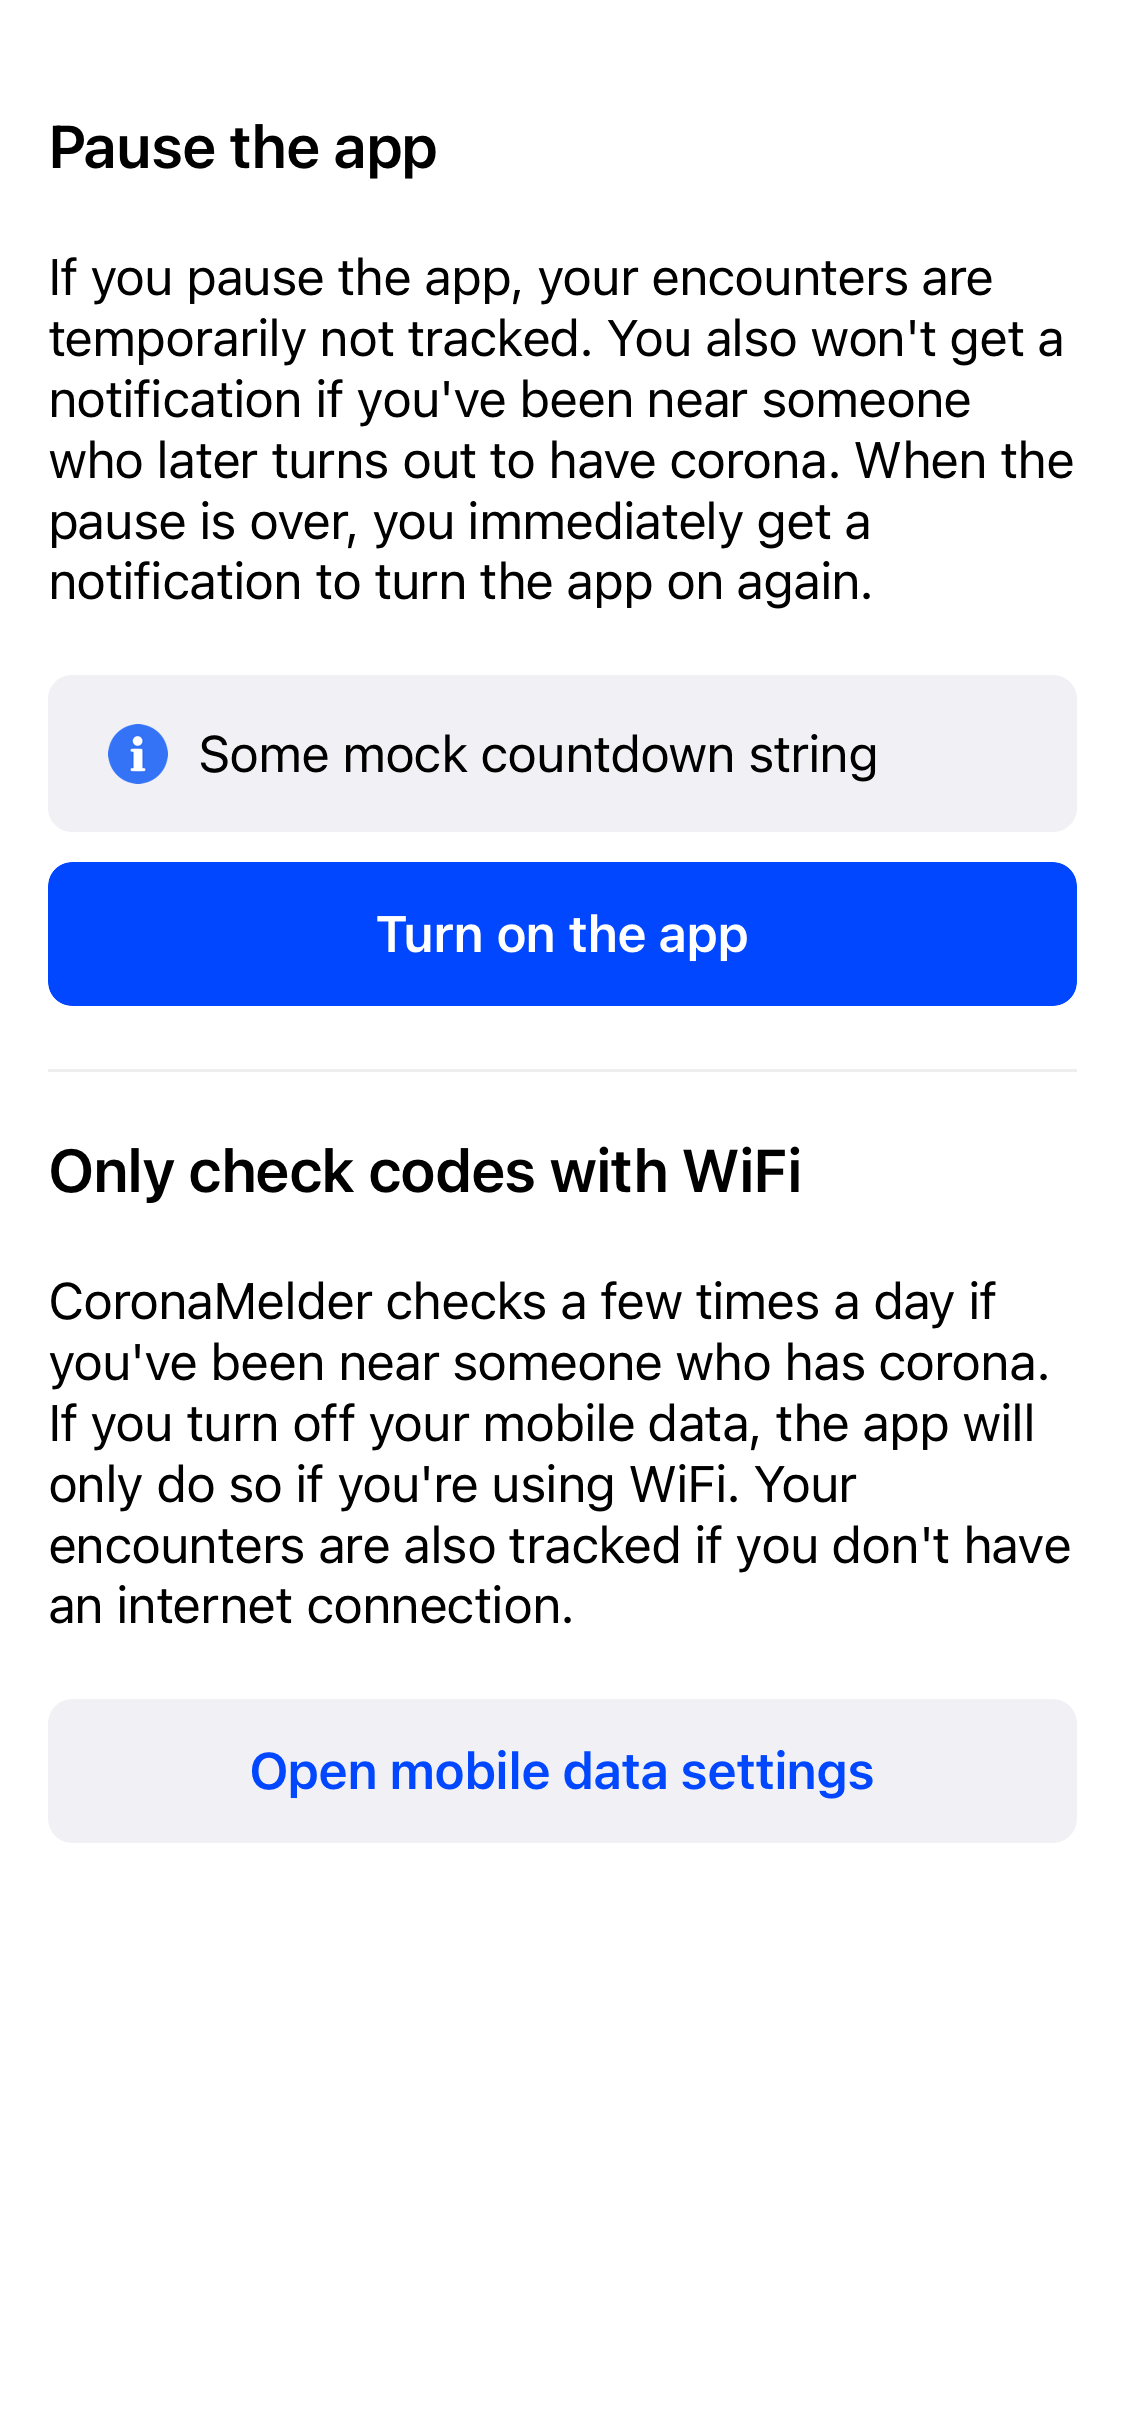 Pause the app
If you pause the app, your encounters are
temporarily not tracked. You also won't get a
notification if you've been near someone
who later turns out to have corona. When the
pause is over, you immediately get a
notification to turn the app on again.
Some mock countdown string
Turn on the app
Only check codes with WiFi
CoronaMelder checks a few times a day if
you've been near someone who has corona.
If you turn off your mobile data, the app will
only do so if you're using WiFi. Your
encounters are also tracked if you don't have
an internet connection.
Open mobile data settings